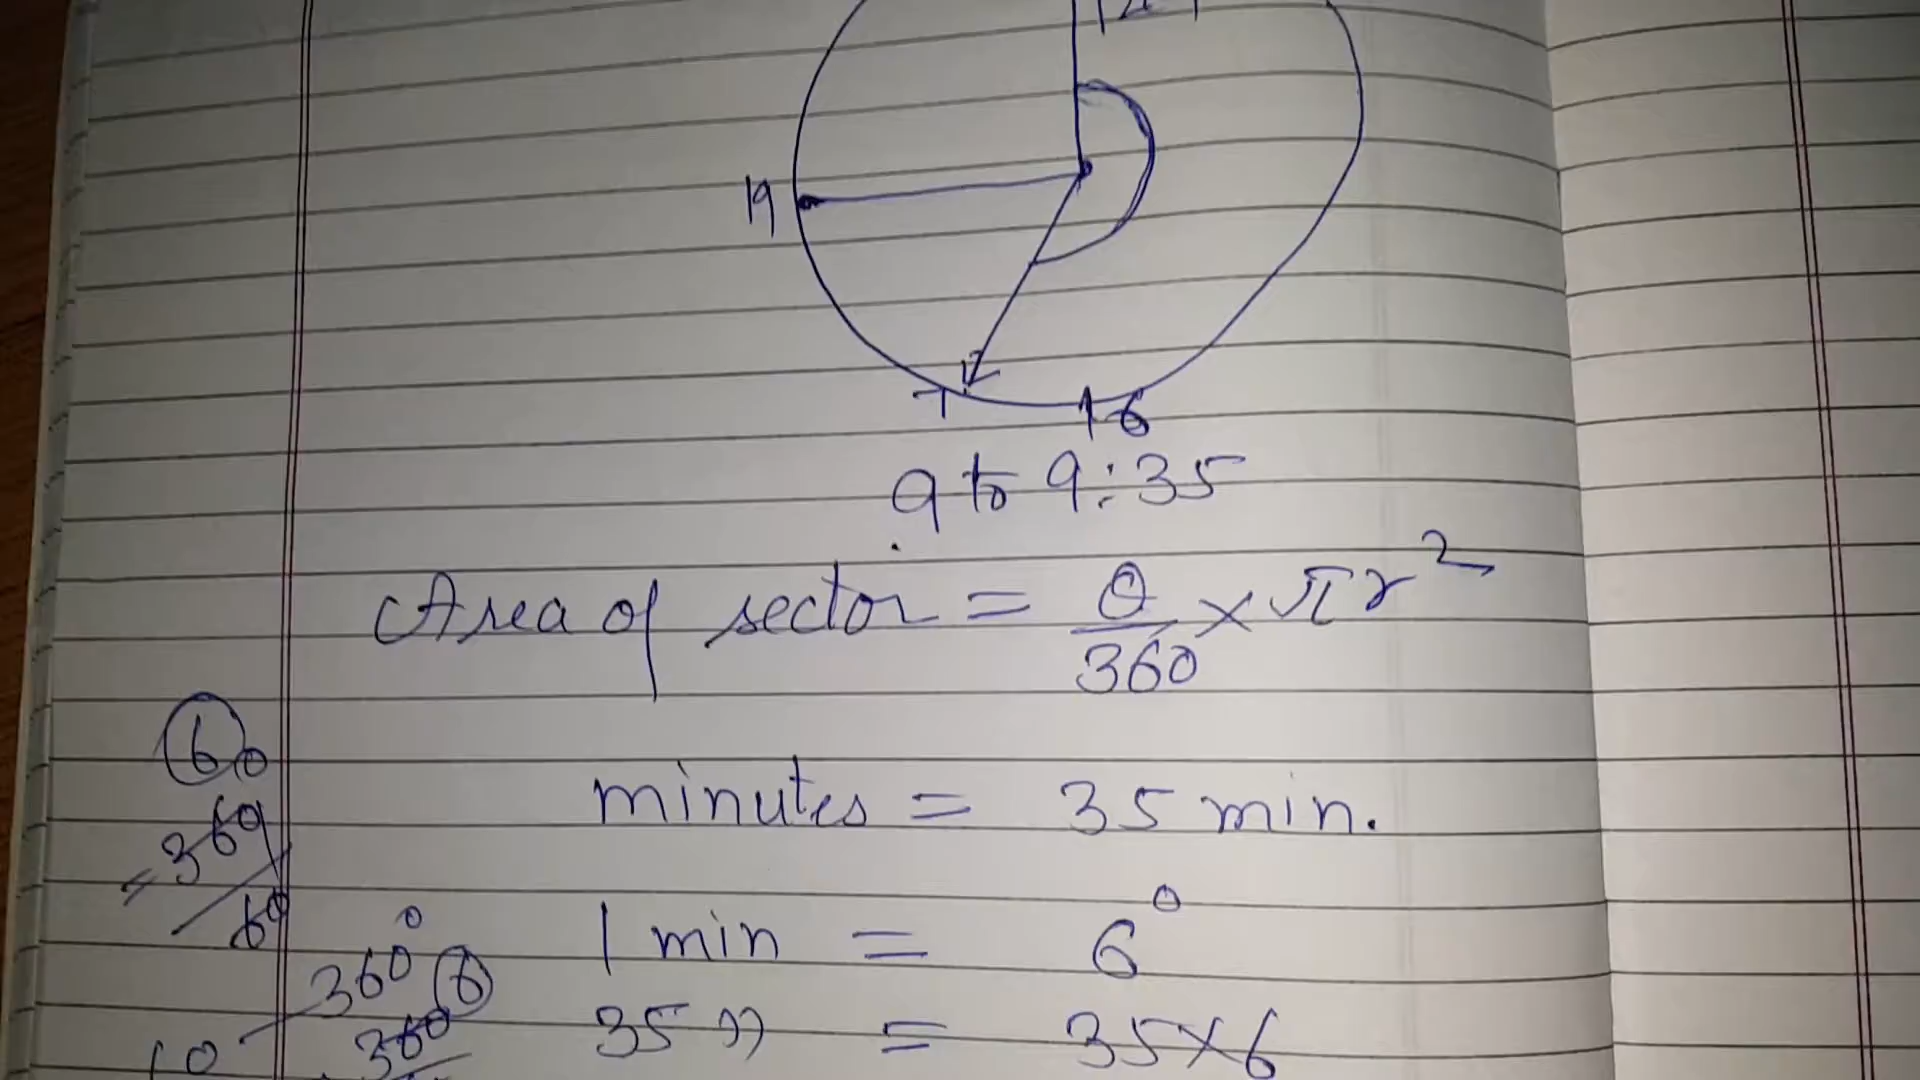 12
9
7
6
9 to 9:35
Area of sector = θ/360 × πr²
minutes = 35 min.
6°
= 360/60
1 min = 6°
360° 6
35 " = 35×6
360